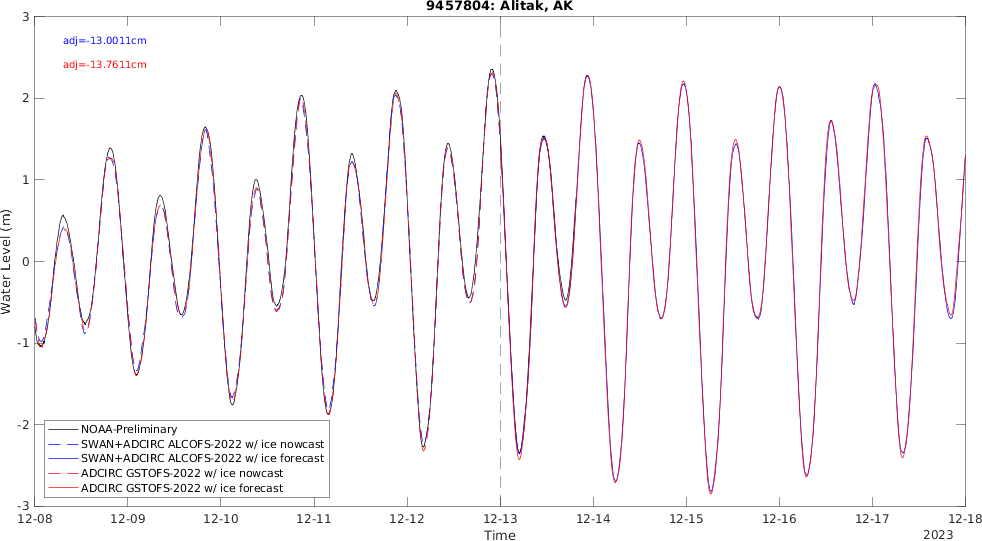 9457804: Alitak, AK
adj=-13.0011cm
adj=-13.7611cm
Water Level (m)
3
2
1
0
-1
-2
-3
NOAA-Preliminary
SWAN+ADCIRC ALCOFS-2022 w/ ice nowcast
SWAN+ADCIRC ALCOFS-2022 w/ ice forecast
ADCIRC GSTOFS-2022 w/ ice nowcast
ADCIRC GSTOFS-2022 w/ ice forecast
12-08 12-09 12-10 12-11 12-12 12-13 12-14 12-15 12-16 12-17 12-18
Time
2023